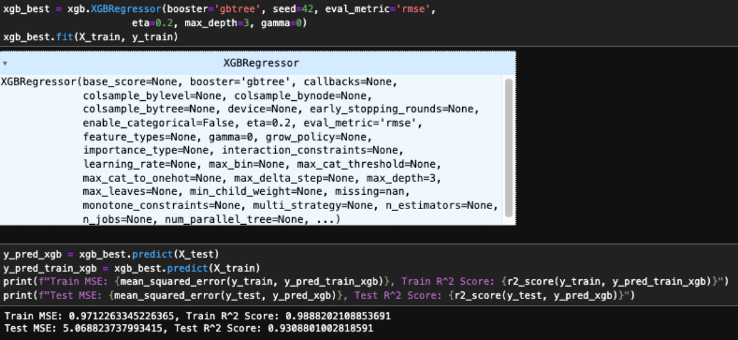 xgb_best = xgb.XGBRegressor(booster='gbtree', seed=42, eval_metric='rmse',
eta=0.2, max_depth=3, gamma=0)
xgb_best.fit(X_train, y_train)
XGBRegressor
XGBRegressor(base_score=None, booster='gbtree', callbacks=None,
colsample_bylevel=None, colsample_bynode=None,
colsample_bytree=None, device=None, early_stopping_rounds=None,
enable_categorical=False, eta=0.2, eval_metric='rmse',
feature_types=None, gamma=0, grow_policy=None,
importance_type=None, interaction_constraints=None,
learning_rate=None, max_bin=None, max_cat_threshold=None,
max_cat_to_onehot=None, max_delta_step=None, max_depth=3,
max_leaves=None, min_child_weight=None, missing=nan,
monotone_constraints=None, multi_strategy=None, n_estimators=None,
n_jobs=None, num_parallel_tree=None, ...)
y_pred_xgb = xgb_best.predict(X_test)
y_pred_train_xgb = xgb_best.predict(X_train)
print(f"Train MSE: {mean_squared_error(y_train, y_pred_train_xgb)}, Train R^2 Score: {r2_score(y_train, y_pred_train_xgb)}")
print(f"Test MSE: {mean_squared_error(y_test, y_pred_xgb)}, Test R^2 Score: {r2_score(y_test, y_pred_xgb)}")
Train MSE: 0.9712263345226365, Train R^2 Score: 0.9888202108853691
Test MSE: 5.068823737993415, Test R^2 Score: 0.9308801002818591